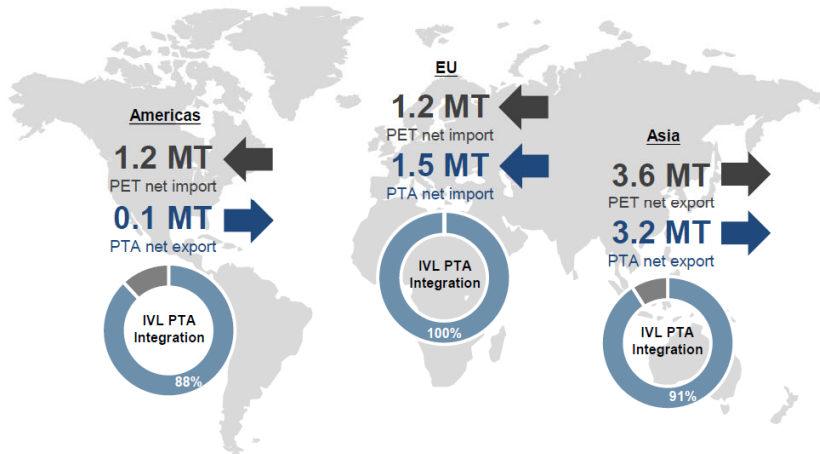 Americas
1.2 MT
PET net import
0.1 MT
PTA net export
IVL PTA
Integration
88%
EU
1.2 MT
PET net import
1.5 MT
PTA net import
IVL PTA
Integration
100%
Asia
3.6 MT
PET net export
3.2 MT
PTA net export
IVL PTA
Integration
91%